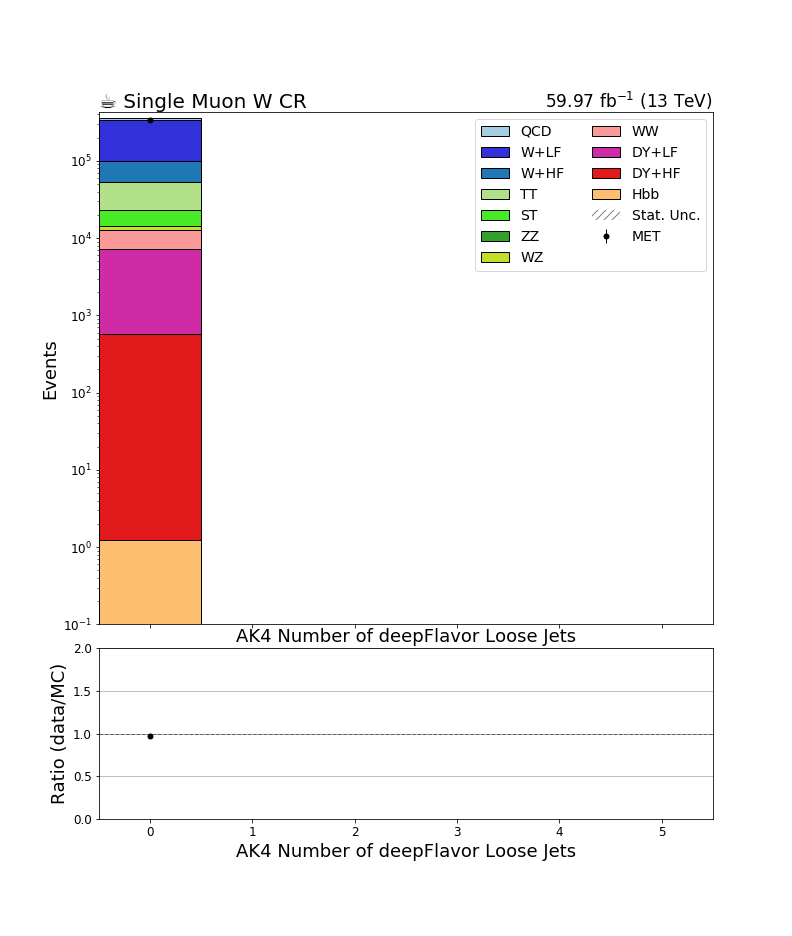 ☕ Single Muon W CR
59.97 fb⁻¹ (13 TeV)
QCD
W+LF
W+HF
TT
ST
ZZ
WZ
WW
DY+LF
DY+HF
Hbb
Stat. Unc.
MET
Events
10⁵
10⁴
10³
10²
10¹
10⁰
10⁻¹
AK4 Number of deepFlavor Loose Jets
Ratio (data/MC)
2.0
1.5
1.0
0.5
0.0
0 1 2 3 4 5
AK4 Number of deepFlavor Loose Jets